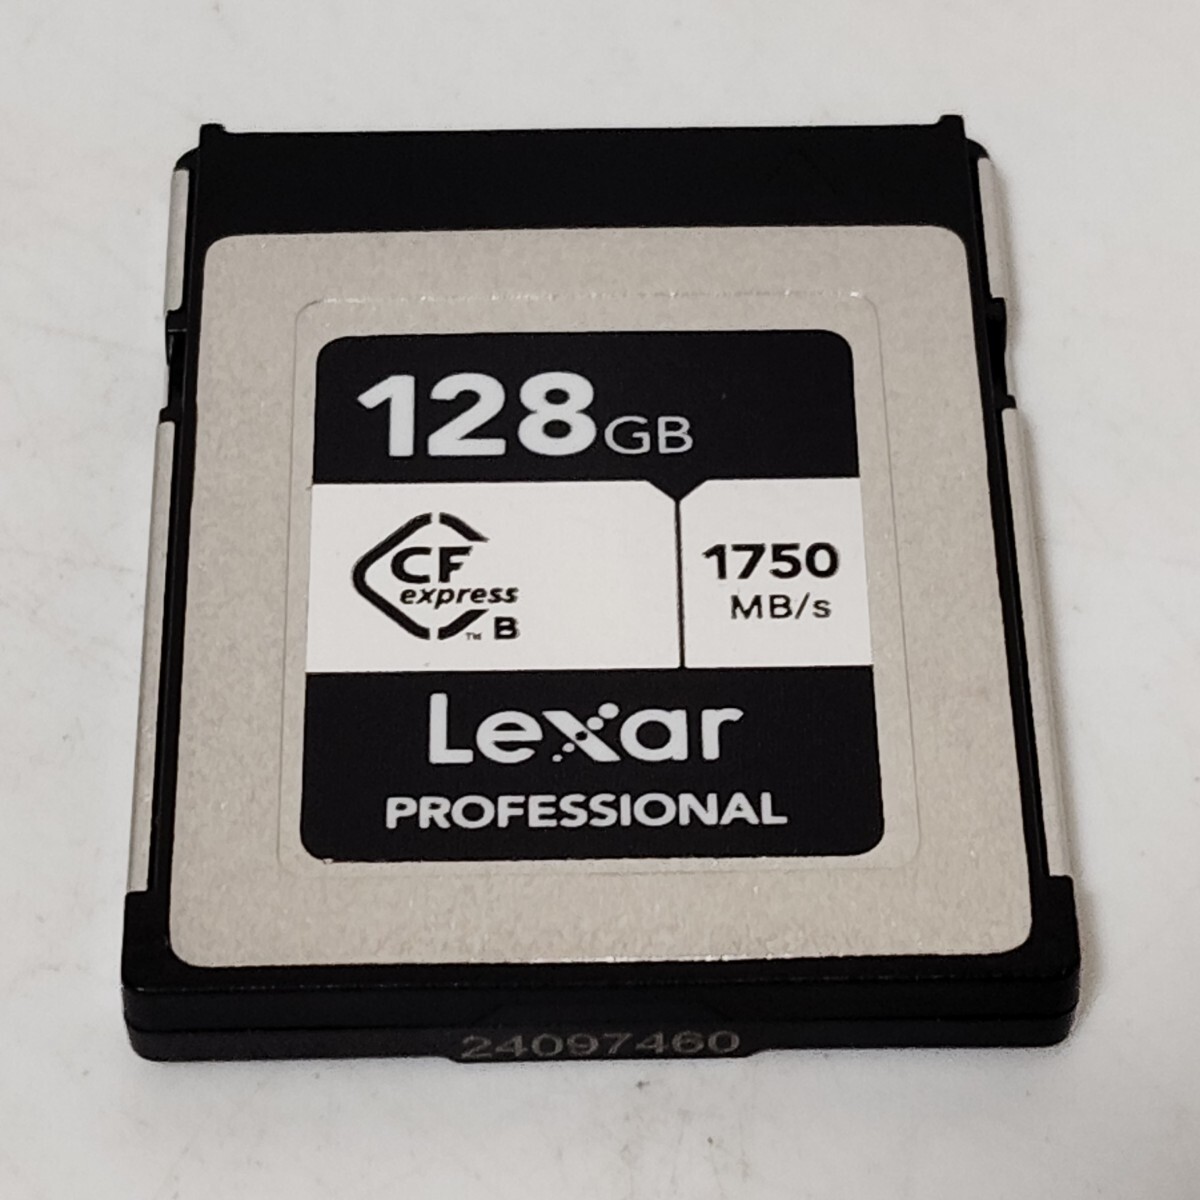 128GB
CF
express
™ B
1750
MB/s
Lexar
PROFESSIONAL
24097460